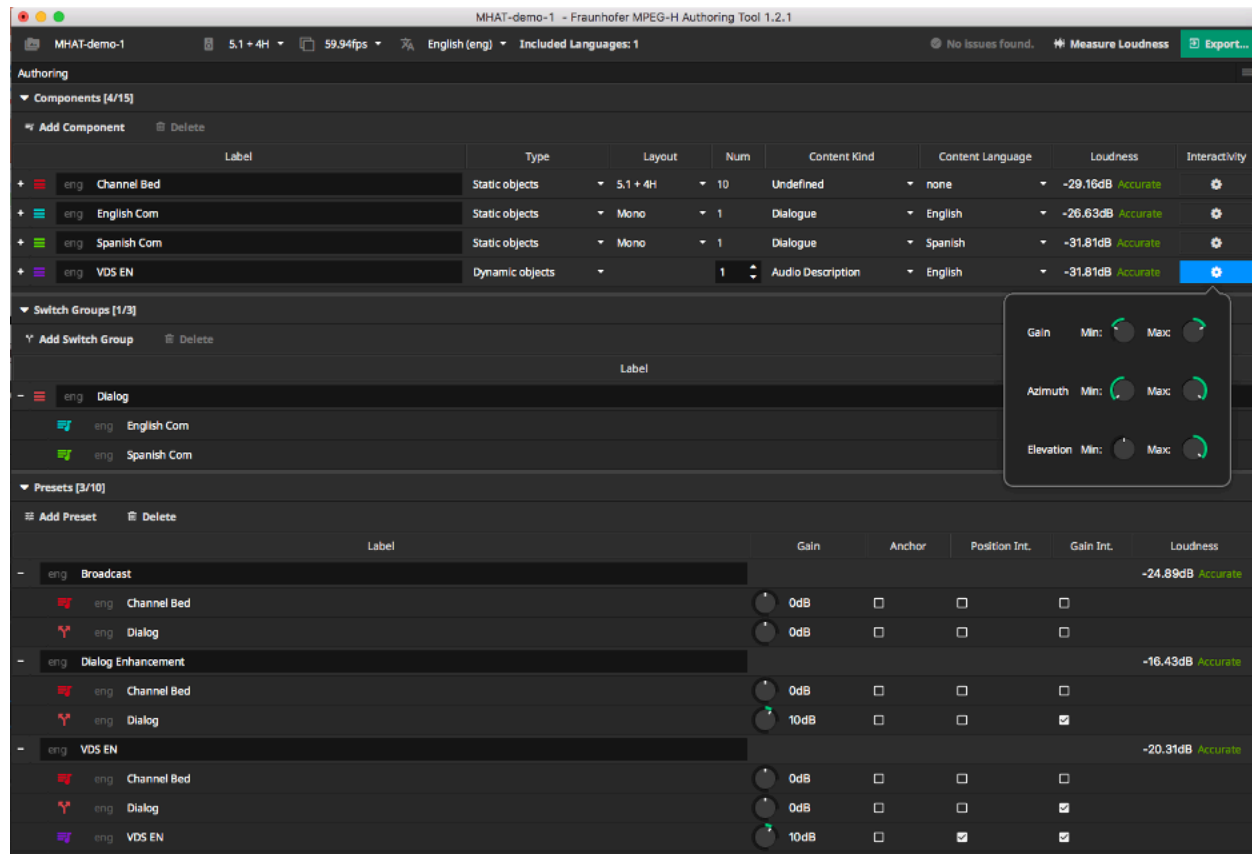 MHAT-demo-1 - Fraunhofer MPEG-H Authoring Tool 1.2.1
MHAT-demo-1 5.1 + 4H 59.94fps English (eng) Included Languages: 1 No issues found. Measure Loudness Export...
Authoring
Components [4/15]
Add Component Delete
Label Type Layout Num Content Kind Content Language Loudness Interactivity
+ eng Channel Bed Static objects 5.1 + 4H 10 Undefined none -29.16dB Accurate
+ eng English Com Static objects Mono 1 Dialogue English -26.63dB Accurate
+ eng Spanish Com Static objects Mono 1 Dialogue Spanish -31.81dB Accurate
+ eng VDS EN Dynamic objects 1 Audio Description English -31.81dB Accurate
Switch Groups [1/3]
Add Switch Group Delete
Label
- eng Dialog
eng English Com
eng Spanish Com
Gain Min: Max:
Azimuth Min: Max:
Elevation Min: Max:
Presets [3/10]
Add Preset Delete
Label Gain Anchor Position Int. Gain Int. Loudness
- eng Broadcast -24.89dB Accurate
eng Channel Bed 0dB
eng Dialog 0dB
- eng Dialog Enhancement -16.43dB Accurate
eng Channel Bed 0dB
eng Dialog 10dB
- eng VDS EN -20.31dB Accurate
eng Channel Bed 0dB
eng Dialog 0dB
eng VDS EN 10dB